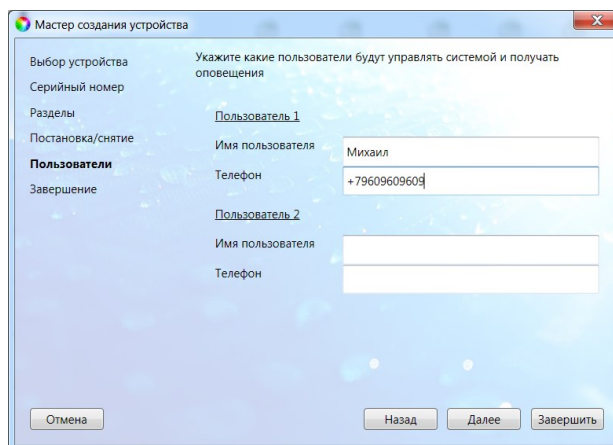 Мастер создания устройства
Выбор устройства
Серийный номер
Разделы
Постановка/снятие
Пользователи
Завершение
Укажите какие пользователи будут управлять системой и получать
оповещения
Пользователь 1
Имя пользователя Михаил
Телефон +79609609609
Пользователь 2
Имя пользователя
Телефон
Отмена Назад Далее Завершить